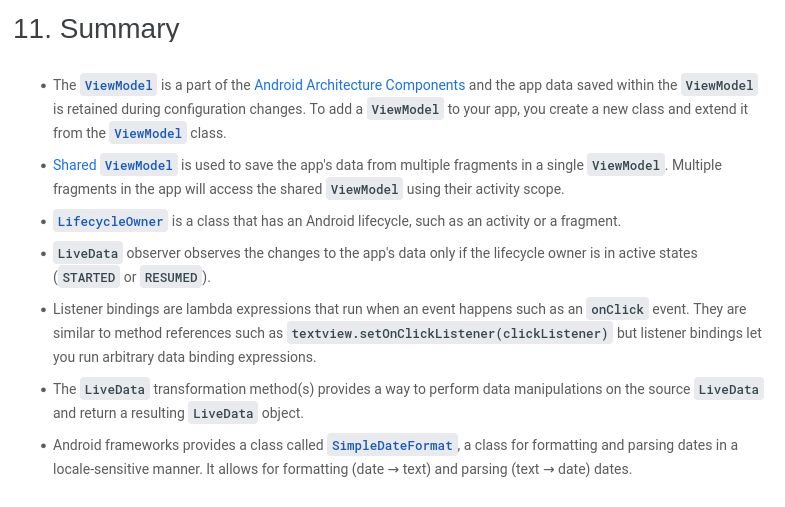 11. Summary
• The ViewModel is a part of the Android Architecture Components and the app data saved within the ViewModel
is retained during configuration changes. To add a ViewModel to your app, you create a new class and extend it
from the ViewModel class.
• Shared ViewModel is used to save the app's data from multiple fragments in a single ViewModel. Multiple
fragments in the app will access the shared ViewModel using their activity scope.
• LifecycleOwner is a class that has an Android lifecycle, such as an activity or a fragment.
• LiveData observer observes the changes to the app's data only if the lifecycle owner is in active states
(STARTED or RESUMED).
• Listener bindings are lambda expressions that run when an event happens such as an onClick event. They are
similar to method references such as textview.setOnClickListener(clickListener) but listener bindings let
you run arbitrary data binding expressions.
• The LiveData transformation method(s) provides a way to perform data manipulations on the source LiveData
and return a resulting LiveData object.
• Android frameworks provides a class called SimpleDateFormat, a class for formatting and parsing dates in a
locale-sensitive manner. It allows for formatting (date → text) and parsing (text → date) dates.